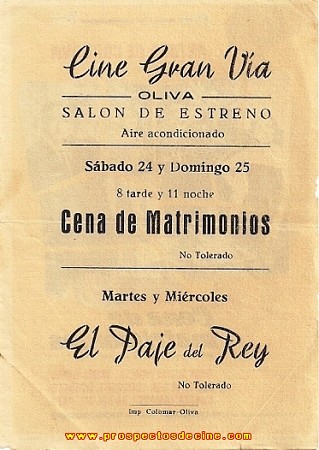 Cine Gran Vía
OLIVA
SALON DE ESTRENO
Aire acondicionado
Sábado 24 y Domingo 25
8 tarde y 11 noche
Cena de Matrimonios
No Tolerado
Martes y Miércoles
El Paje del Rey
No Tolerado
Imp Colomar-Oliva
www.prospectosdecine.com